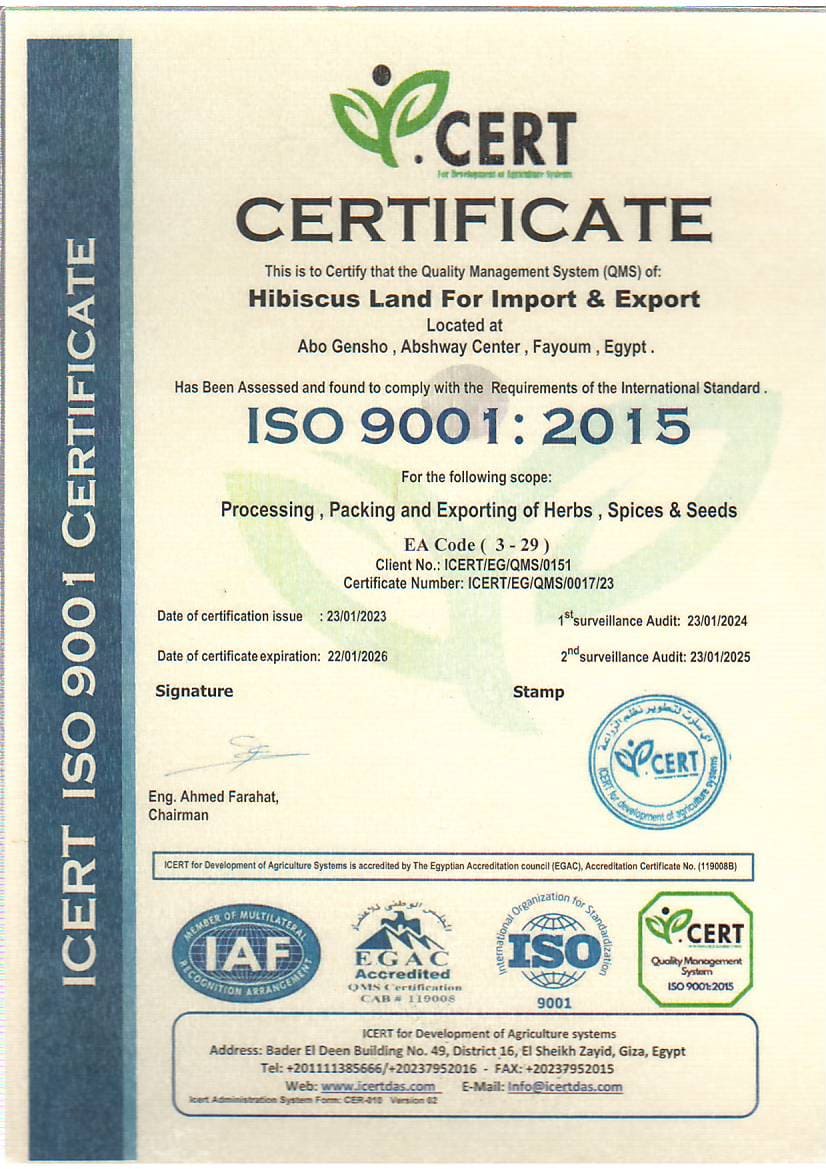 ICERT ISO 9001 CERTIFICATE
.CERT
For Development of Agriculture Systems
CERTIFICATE
This is to Certify that the Quality Management System (QMS) of:
Hibiscus Land For Import & Export
Located at
Abo Gensho , Abshway Center , Fayoum , Egypt .
Has Been Assessed and found to comply with the Requirements of the International Standard .
ISO 9001: 2015
For the following scope:
Processing , Packing and Exporting of Herbs , Spices & Seeds
EA Code ( 3 - 29 )
Client No.: ICERT/EG/QMS/0151
Certificate Number: ICERT/EG/QMS/0017/23
Date of certification issue : 23/01/2023
1st surveillance Audit: 23/01/2024
Date of certificate expiration: 22/01/2026
2nd surveillance Audit: 23/01/2025
Signature
Stamp
اى سارت لتطوير نظم الزراعة
.CERT
ICERT for development of agriculture systems
Eng. Ahmed Farahat,
Chairman
ICERT for Development of Agriculture Systems is accredited by The Egyptian Accreditation council (EGAC), Accreditation Certificate No. (119008B)
MEMBER OF MULTILATERAL
IAF
RECOGNITION ARRANGEMENT
المجلس الوطنى للاعتماد
EGAC
Accredited
QMS Certification
CAB # 119008
International Organization for Standardization
ISO
9001
.CERT
Quality Management
System
ISO 9001:2015
ICERT for Development of Agriculture systems
Address: Bader El Deen Building No. 49, District 16, El Sheikh Zayid, Giza, Egypt
Tel: +201111385666/+20237952016 - FAX: +20237952015
Web: www.icertdas.com E-Mail: Info@icertdas.com
Icert Administration System Form: CER-010 Version 02